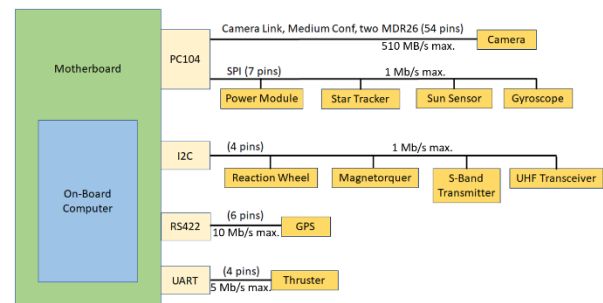 Camera Link, Medium Conf, two MDR26 (54 pins)
Camera
510 MB/s max.
PC104
Motherboard
SPI (7 pins)
1 Mb/s max.
Power Module
Star Tracker
Sun Sensor
Gyroscope
(4 pins)
1 Mb/s max.
I2C
Reaction Wheel
Magnetorquer
S-Band
Transmitter
UHF Transceiver
On-Board
Computer
(6 pins)
RS422
GPS
10 Mb/s max.
(4 pins)
UART
Thruster
5 Mb/s max.